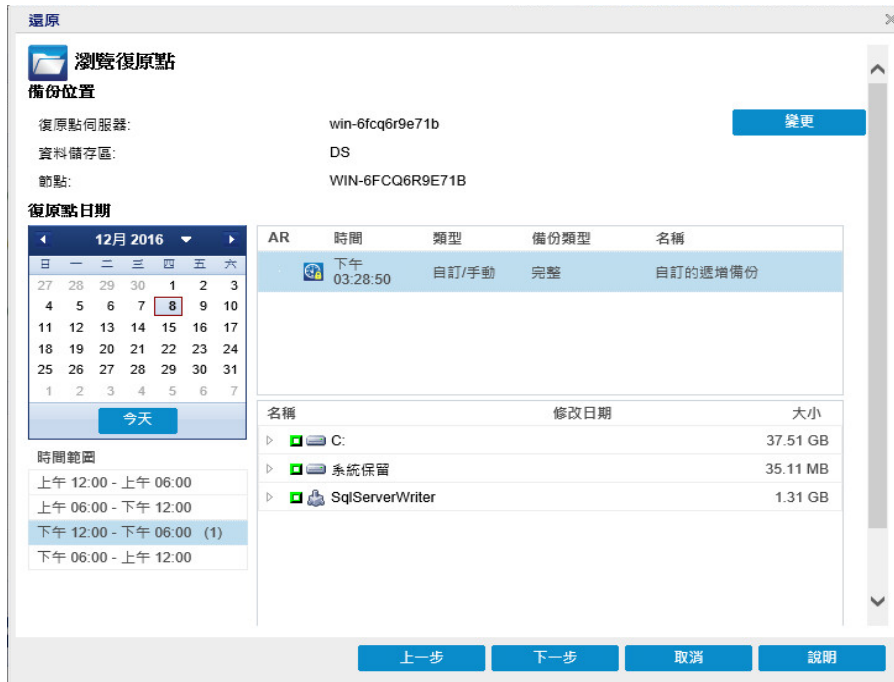 還原
瀏覽復原點
備份位置
復原點伺服器: win-6fcq6r9e71b 變更
資料儲存區: DS
節點: WIN-6FCQ6R9E71B
復原點日期
12月 2016
日 一 二 三 四 五 六
27 28 29 30 1 2 3
4 5 6 7 8 9 10
11 12 13 14 15 16 17
18 19 20 21 22 23 24
25 26 27 28 29 30 31
1 2 3 4 5 6 7
今天
時間範圍
上午 12:00 - 上午 06:00
上午 06:00 - 下午 12:00
下午 12:00 - 下午 06:00 (1)
下午 06:00 - 上午 12:00
AR 時間 類型 備份類型 名稱
下午 03:28:50 自訂/手動 完整 自訂的遞增備份
名稱 修改日期 大小
C: 37.51 GB
系統保留 35.11 MB
SqlServerWriter 1.31 GB
上一步 下一步 取消 說明